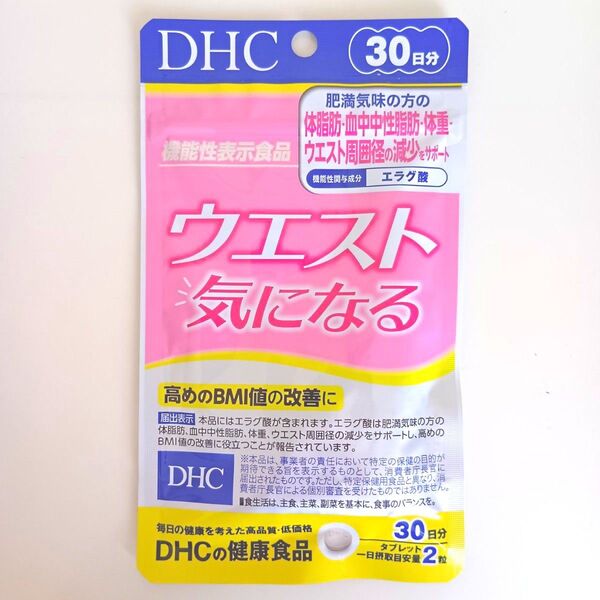 DHC
30日分
肥満気味の方の
体脂肪・血中中性脂肪・体重・
ウエスト周囲径の減少をサポート
機能性関与成分 エラグ酸
機能性表示食品
ウエスト
気になる
高めのBMI値の改善に
届出表示 本品にはエラグ酸が含まれます。エラグ酸は肥満気味の方の
体脂肪、血中中性脂肪、体重、ウエスト周囲径の減少をサポートし、高めの
BMI値の改善に役立つことが報告されています。
DHC
※本品は、事業者の責任において特定の保健の目的が
期待できる旨を表示するものとして、消費者庁長官に
届出されたものです。ただし、特定保健用食品と異なり、消
費者庁長官による個別審査を受けたものではありません。
■食生活は、主食、主菜、副菜を基本に、食事のバランスを。
毎日の健康を考えた高品質・低価格
DHCの健康食品
30日分
タブレット
一日摂取目安量2粒